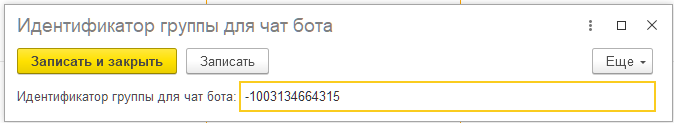 Идентификатор группы для чат бота
Записать и закрыть Записать Еще
Идентификатор группы для чат бота: -1003134664315